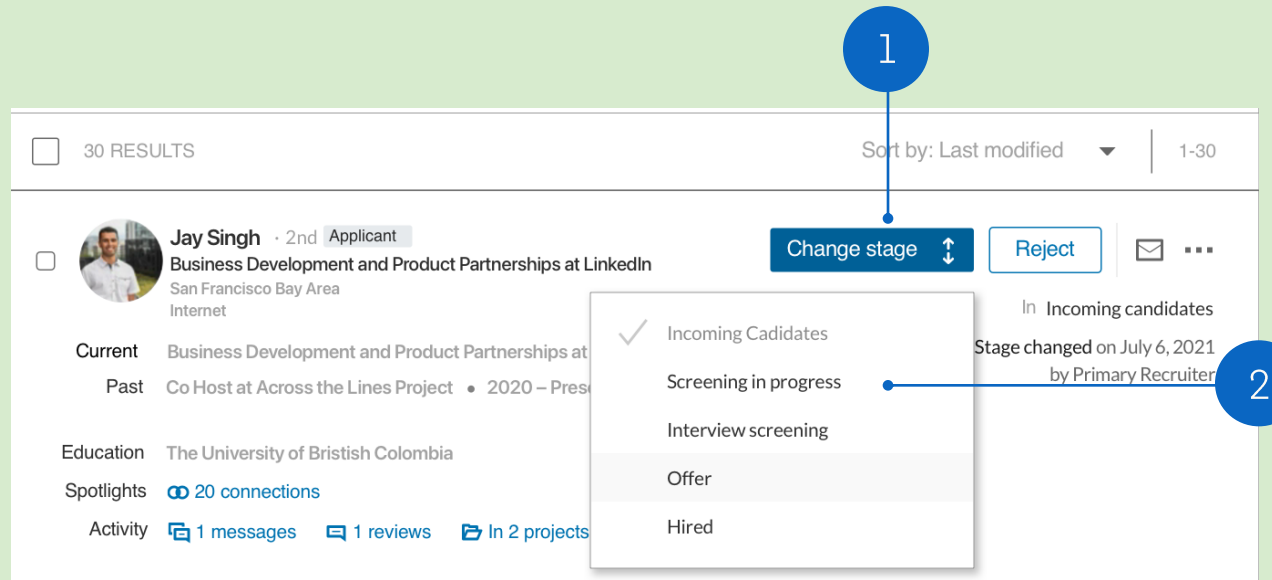 1
30 RESULTS
Sort by: Last modified
1-30
Jay Singh · 2nd Applicant
Change stage
Reject
Business Development and Product Partnerships at LinkedIn
San Francisco Bay Area
Internet
In Incoming candidates
Incoming Cadidates
Current Business Development and Product Partnerships at
Stage changed on July 6, 2021
by Primary Recruiter
2
Past Co Host at Across the Lines Project • 2020 – Pres
Screening in progress
Interview screening
Education The University of Bristish Colombia
Offer
Spotlights 20 connections
Hired
Activity 1 messages 1 reviews In 2 projects